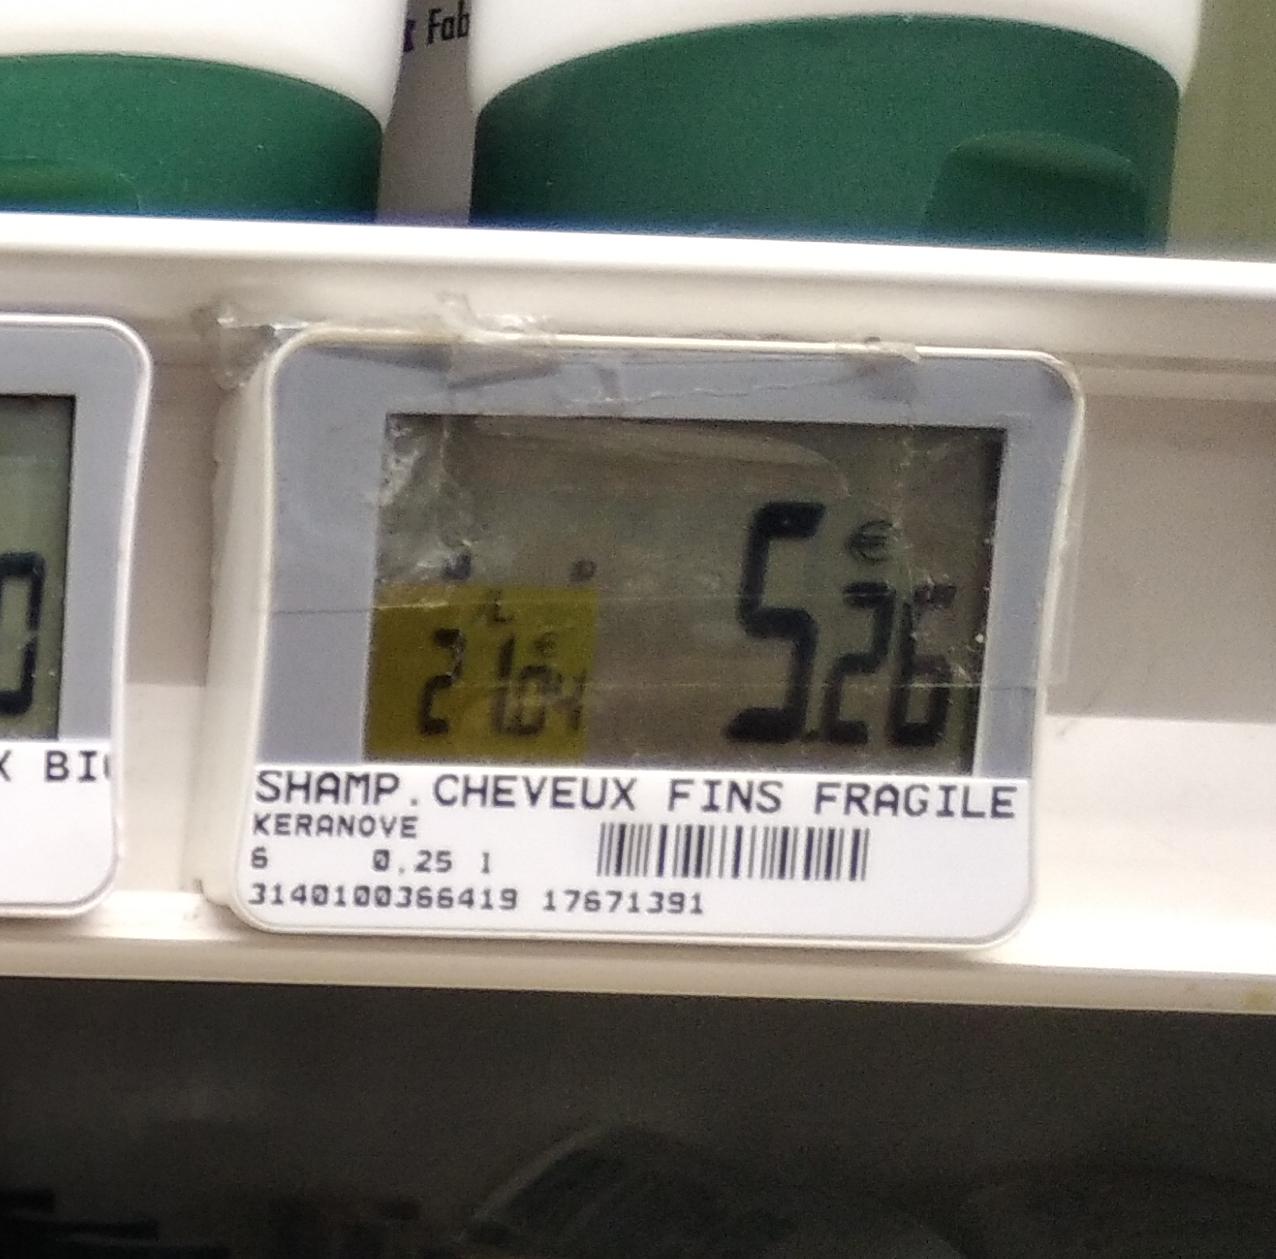 Fab
€
5.26
/L
€
21.04
X BI
SHAMP.CHEVEUX FINS FRAGILE
KERANOVE
6 0,25 l
3140100366419 17671391